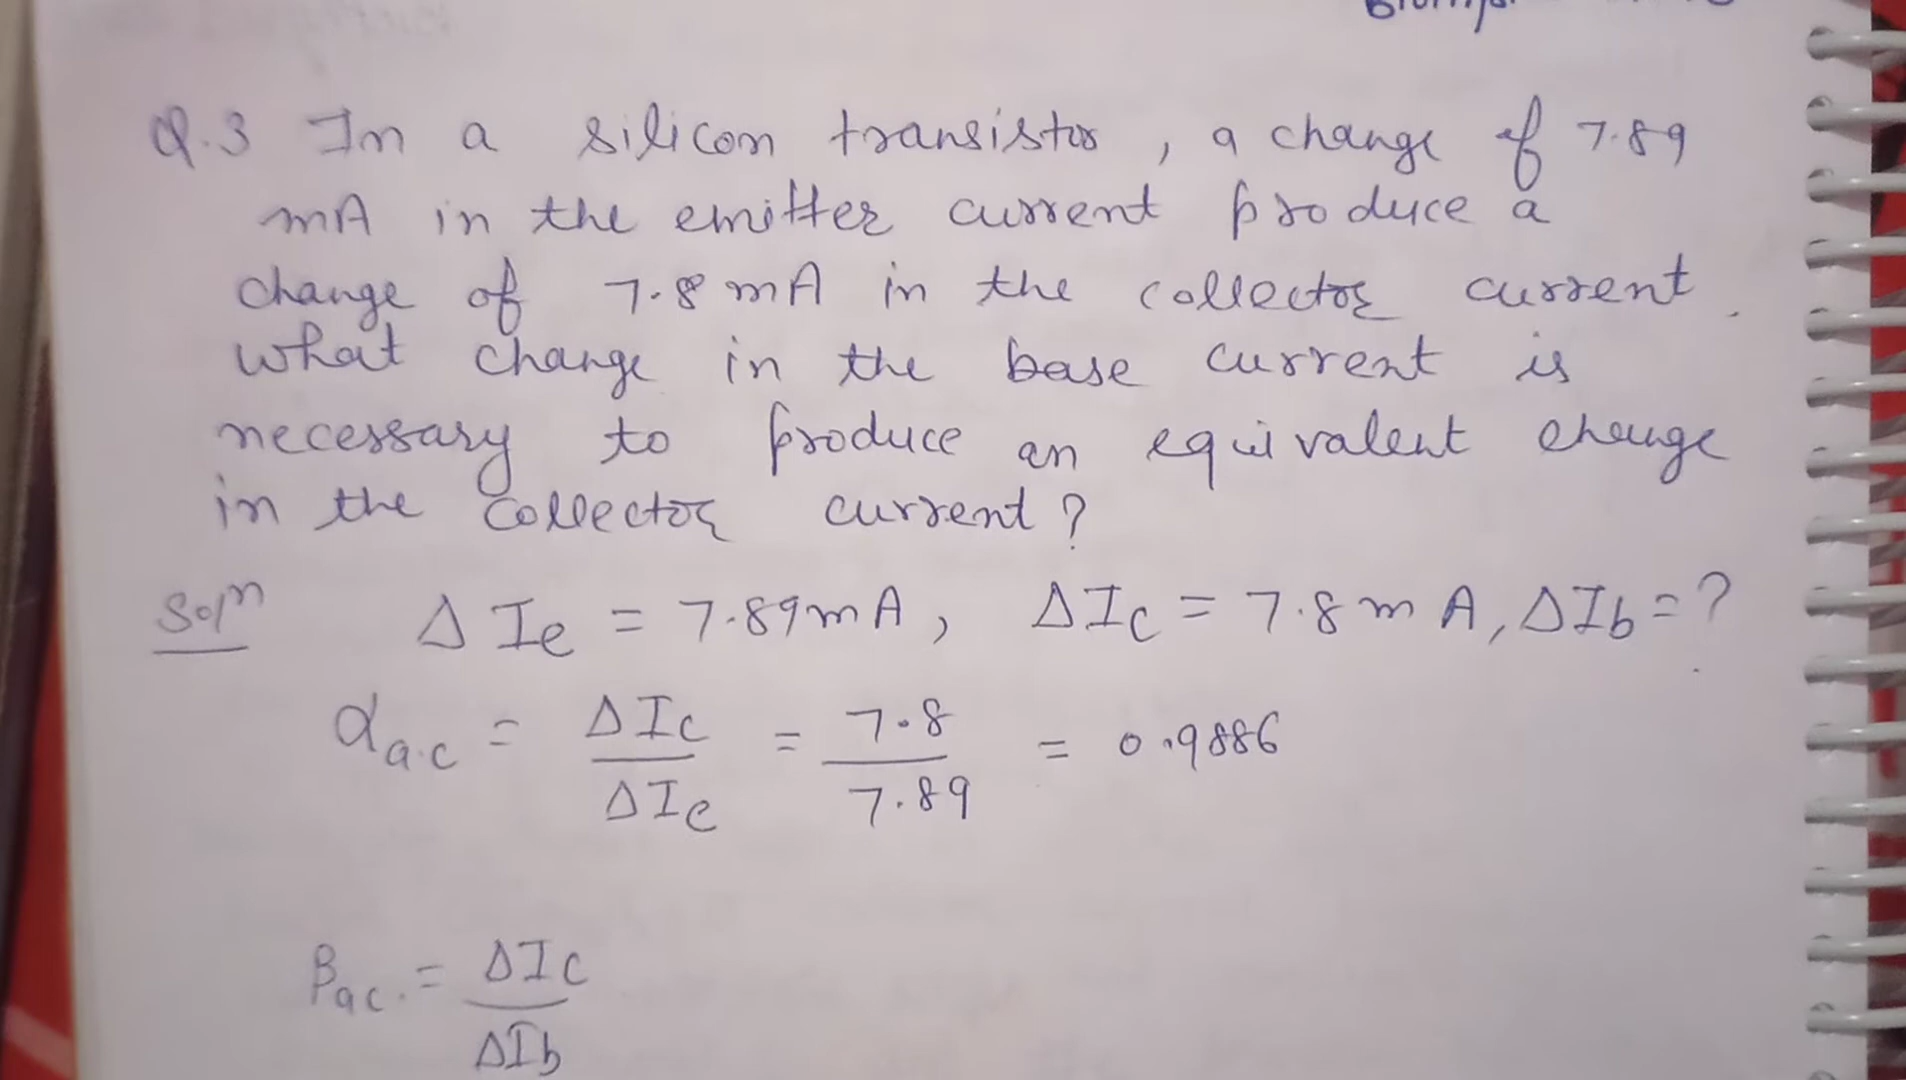 Q.3 In a silicon transistor, a change of 7.89
mA in the emitter current produce a
change of 7.8 mA in the collector current.
what change in the base current is
necessary to produce an equivalent change
in the collector current?
Solⁿ ΔIe = 7.89mA, ΔIc = 7.8mA, ΔIb = ?
αa.c = ΔIc/ΔIe = 7.8/7.89 = 0.9886
βac. = ΔIc/ΔIb